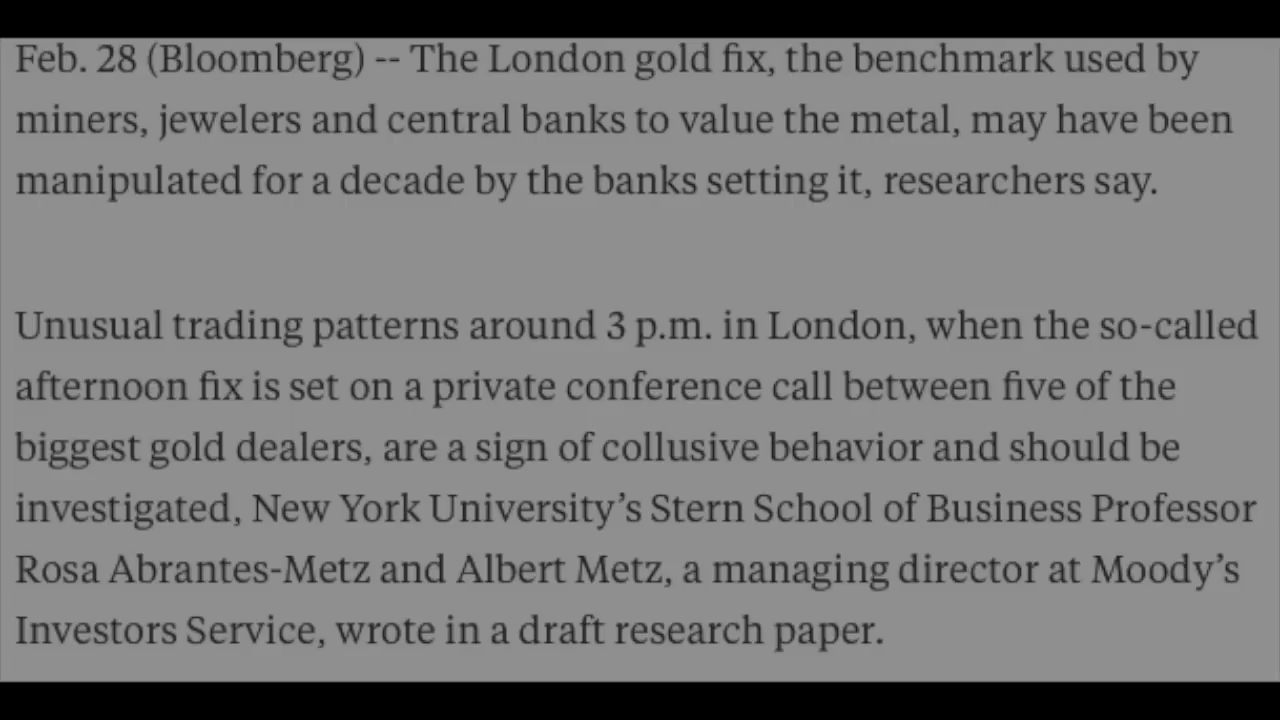 Feb. 28 (Bloomberg) -- The London gold fix, the benchmark used by
miners, jewelers and central banks to value the metal, may have been
manipulated for a decade by the banks setting it, researchers say.
Unusual trading patterns around 3 p.m. in London, when the so-called
afternoon fix is set on a private conference call between five of the
biggest gold dealers, are a sign of collusive behavior and should be
investigated, New York University’s Stern School of Business Professor
Rosa Abrantes-Metz and Albert Metz, a managing director at Moody’s
Investors Service, wrote in a draft research paper.